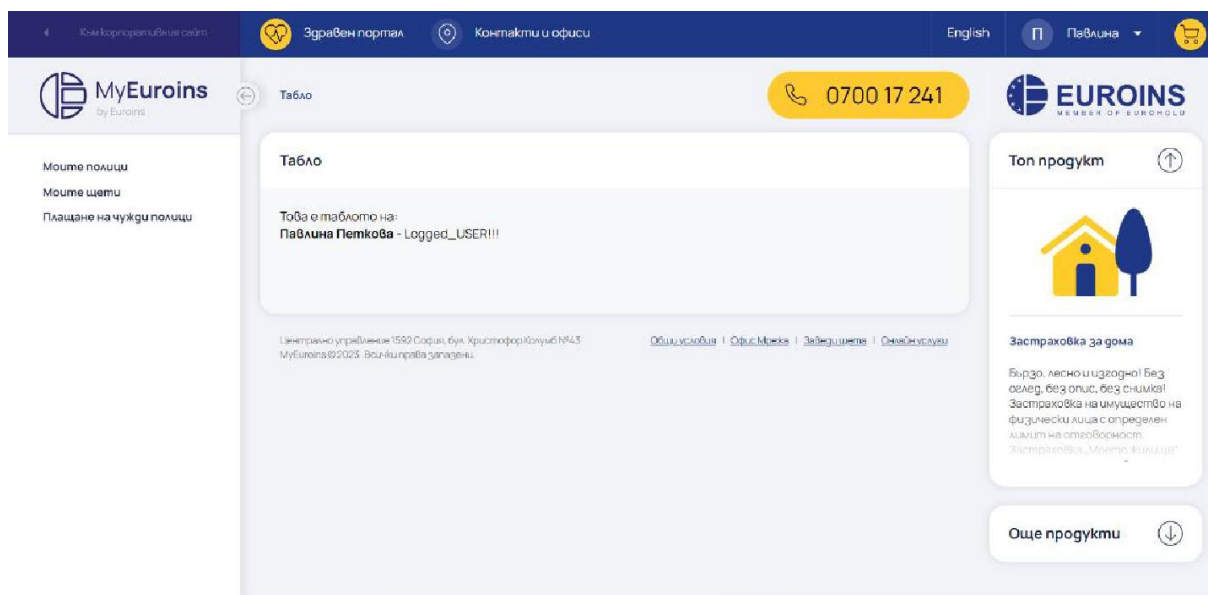 Към корпоративния сайт
Здравен портал
Контакти и офиси
English
П
Павлина
MyEuroins
by Euroins
Табло
0700 17 241
EUROINS
MEMBER OF EUROHOLD
Моите полици
Моите щети
Плащане на чужди полици
Табло
Това е таблото на:
Павлина Петкова - Logged_USER!!!
Централно управление 1592 София, бул. Христофор Колумб №43
MyEuroins @2023. Всички права запазени.
Общи условия | Офис Мрежа | Заведи щета | Онлайн услуги
Топ продукт
Застраховка за дома
Бързо, лесно и изгодно! Без
оглед, без опис, без снимка!
Застраховка на имущество на
физически лица с определен
лимит на отговорност.
Застраховка „Моето жилище“
Още продукти